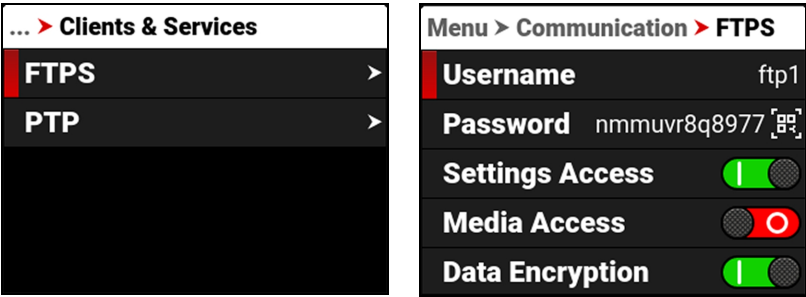 ... > Clients & Services
FTPS >
PTP >
Menu > Communication > FTPS
Username ftp1
Password nmmuvr8q8977
Settings Access
Media Access
Data Encryption